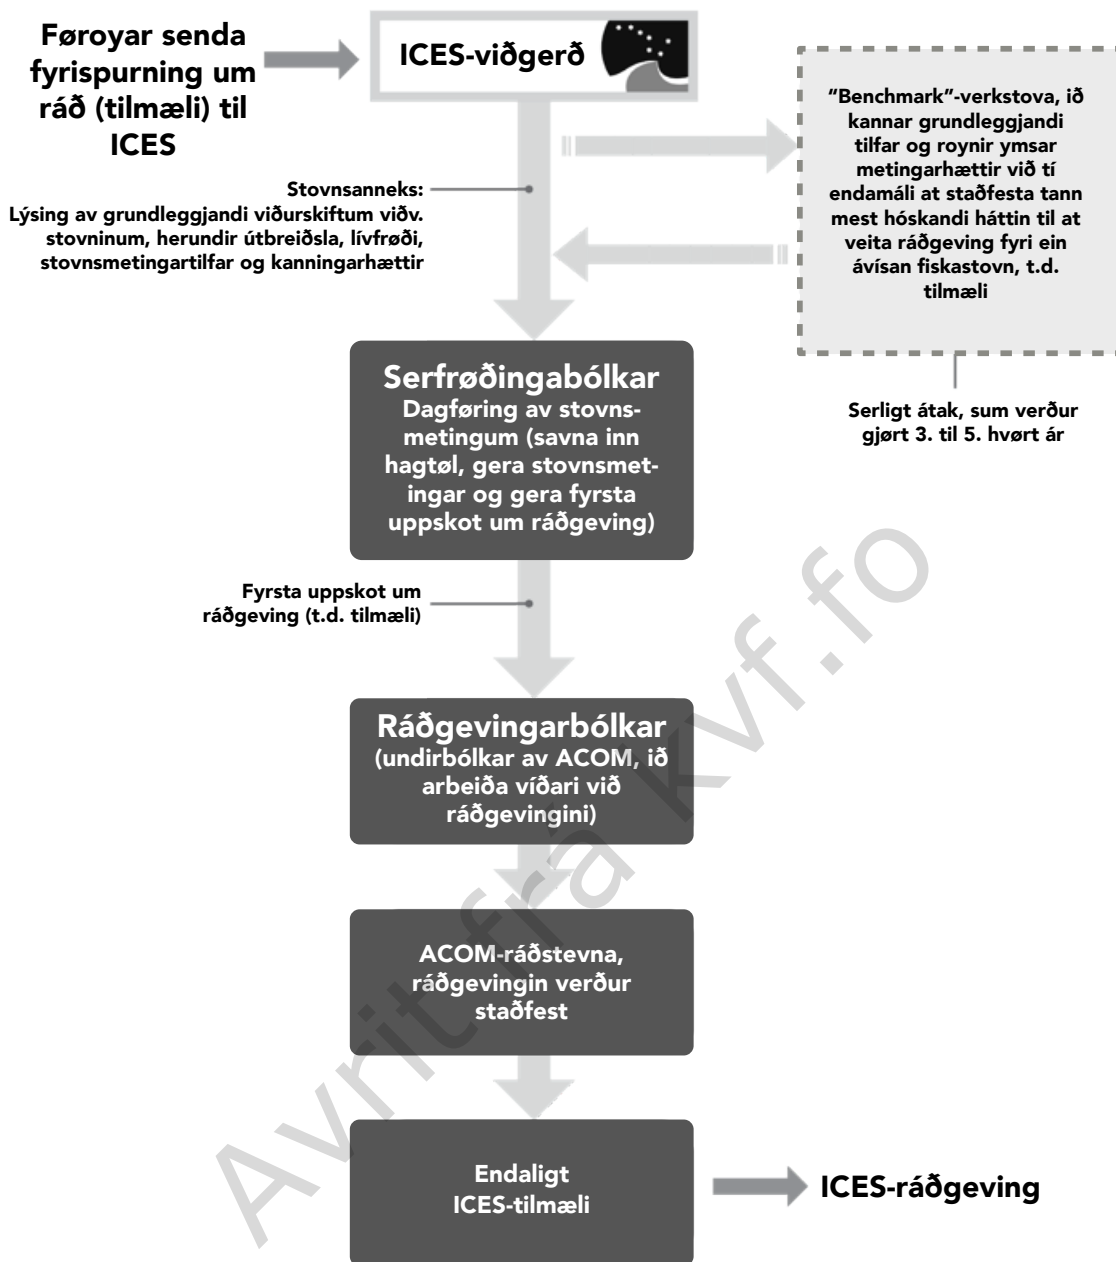 Føroyar senda
fyrispurning um
ráð (tilmæli) til
ICES
ICES-viðgerð
"Benchmark"-verkstova, ið
kannar grundleggjandi
tilfar og roynir ymsar
metingarhættir við tí
endamáli at staðfesta tann
mest hóskandi háttin til at
veita ráðgeving fyri ein
ávísan fiskastovn, t.d.
tilmæli
Stovnsanneks:
Lýsing av grundleggjandi viðurskiftum viðv.
stovninum, herundir útbreiðsla, lívfrøði,
stovnsmetingartilfar og kanningarhættir
Serligt átak, sum verður
gjørt 3. til 5. hvørt ár
Serfrøðingabólkar
Dagføring av stovns-
metingum (savna inn
hagtøl, gera stovnsmet-
ingar og gera fyrsta
uppskot um ráðgeving)
Fyrsta uppskot um
ráðgeving (t.d. tilmæli)
Ráðgevingarbólkar
(undirbólkar av ACOM, ið
arbeiða víðari við
ráðgevingini)
ACOM-ráðstevna,
ráðgevingin verður
staðfest
Endaligt
ICES-tilmæli
ICES-ráðgeving
Avrit frá kvf.fo